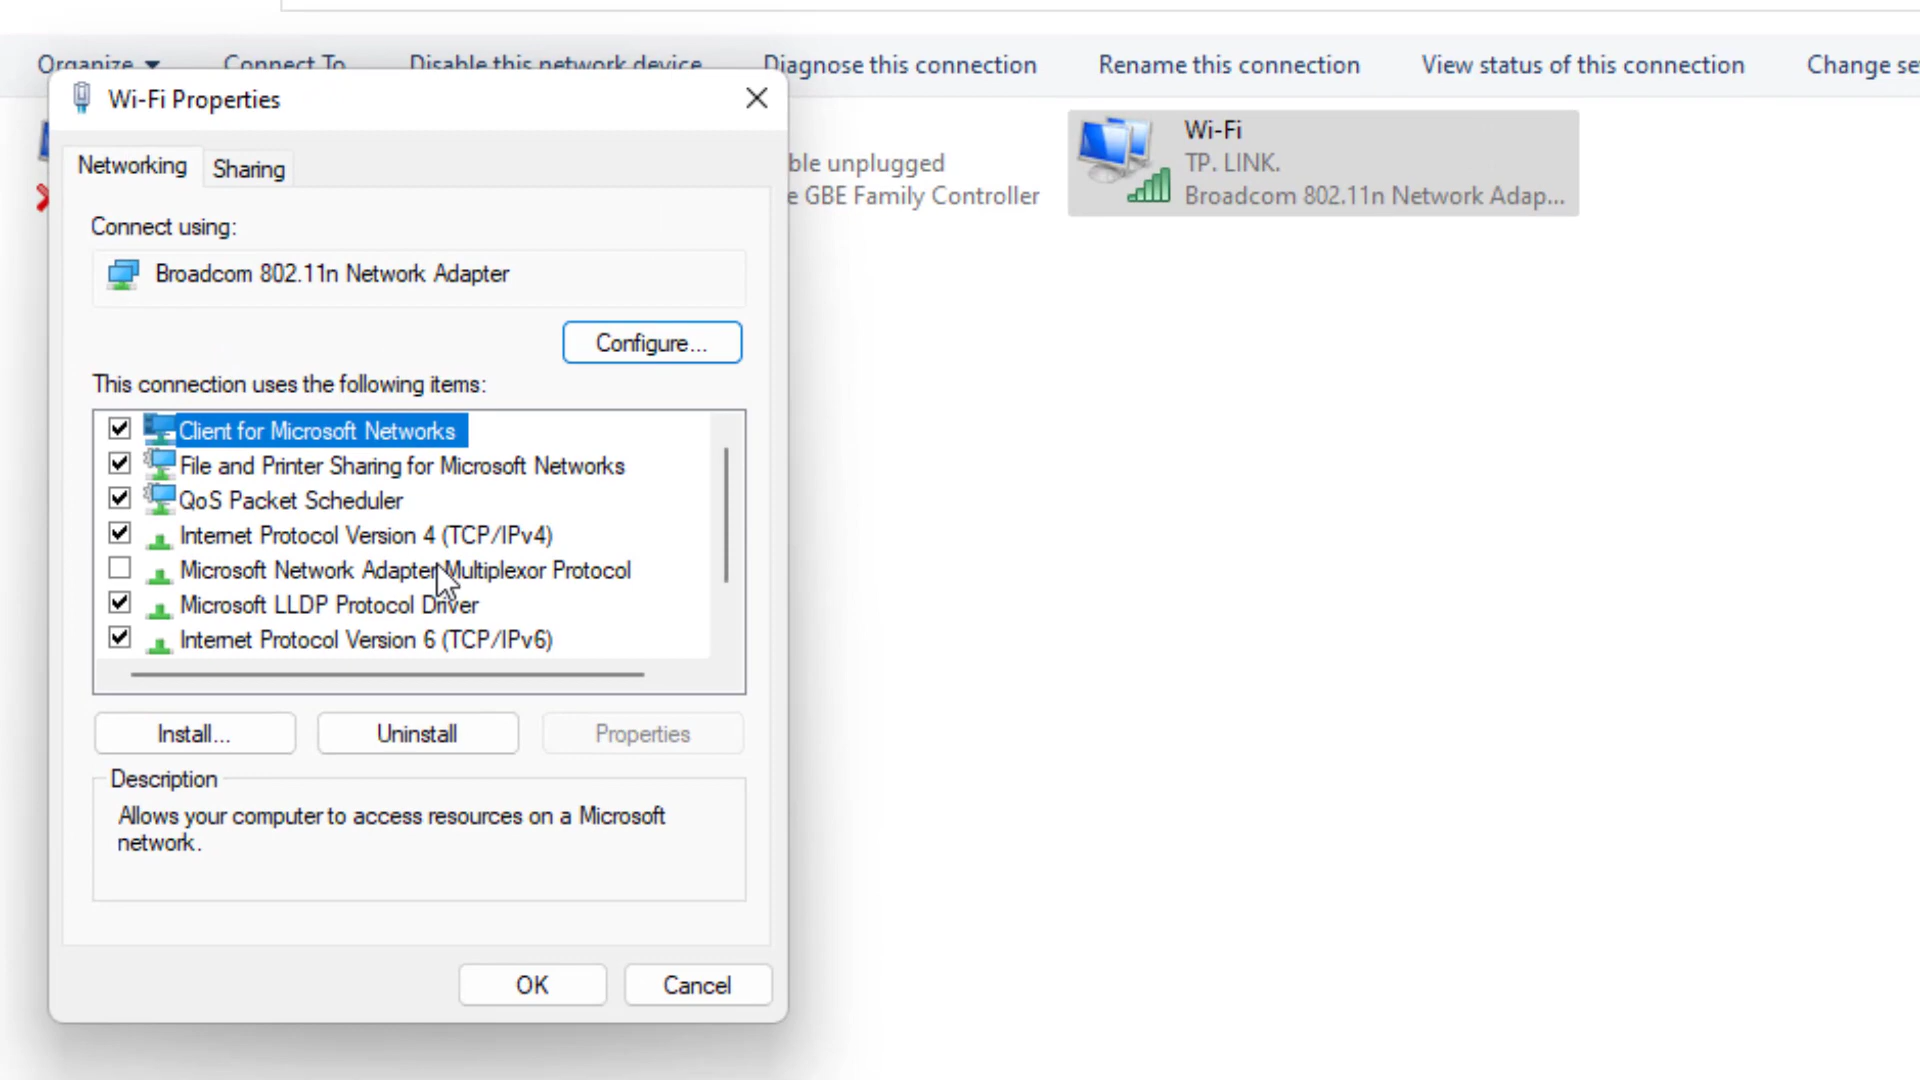 Organize
Connect To
Disable this network device
Diagnose this connection
Rename this connection
View status of this connection
Change se
Wi-Fi Properties
Networking
Sharing
Connect using:
Broadcom 802.11n Network Adapter
Configure...
This connection uses the following items:
Client for Microsoft Networks
File and Printer Sharing for Microsoft Networks
QoS Packet Scheduler
Internet Protocol Version 4 (TCP/IPv4)
Microsoft Network Adapter Multiplexor Protocol
Microsoft LLDP Protocol Driver
Internet Protocol Version 6 (TCP/IPv6)
Install...
Uninstall
Properties
Description
Allows your computer to access resources on a Microsoft
network.
OK
Cancel
ble unplugged
e GBE Family Controller
Wi-Fi
TP. LINK.
Broadcom 802.11n Network Adap...